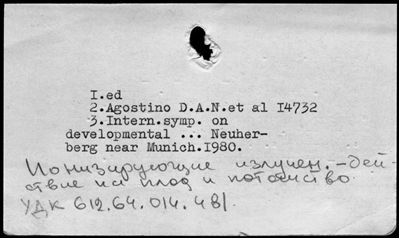 I.ed
2.Agostino D.A.N.et al I4732
3.Intern.symp. on
developmental ... Neuher-
berg near Munich.I980.
Ионизирующие излучен. – дей-
ствие на плод и потомство.
УДК 612.64.014.481.